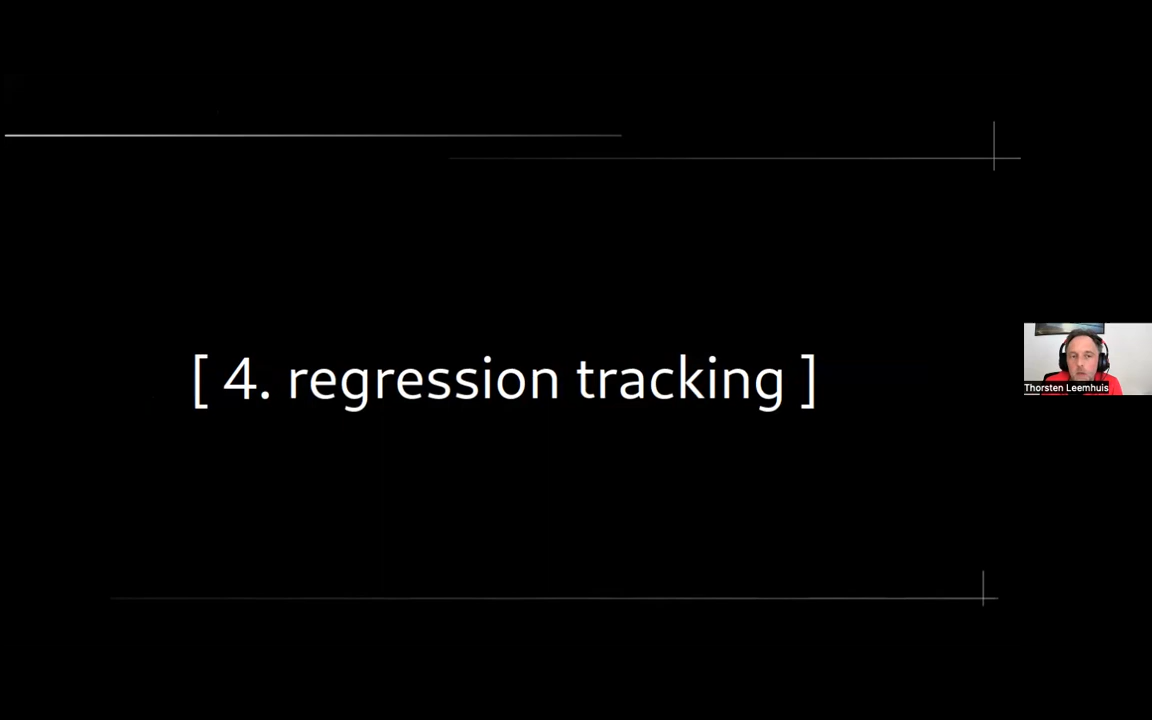 [ 4. regression tracking ]
Thorsten Leemhuis